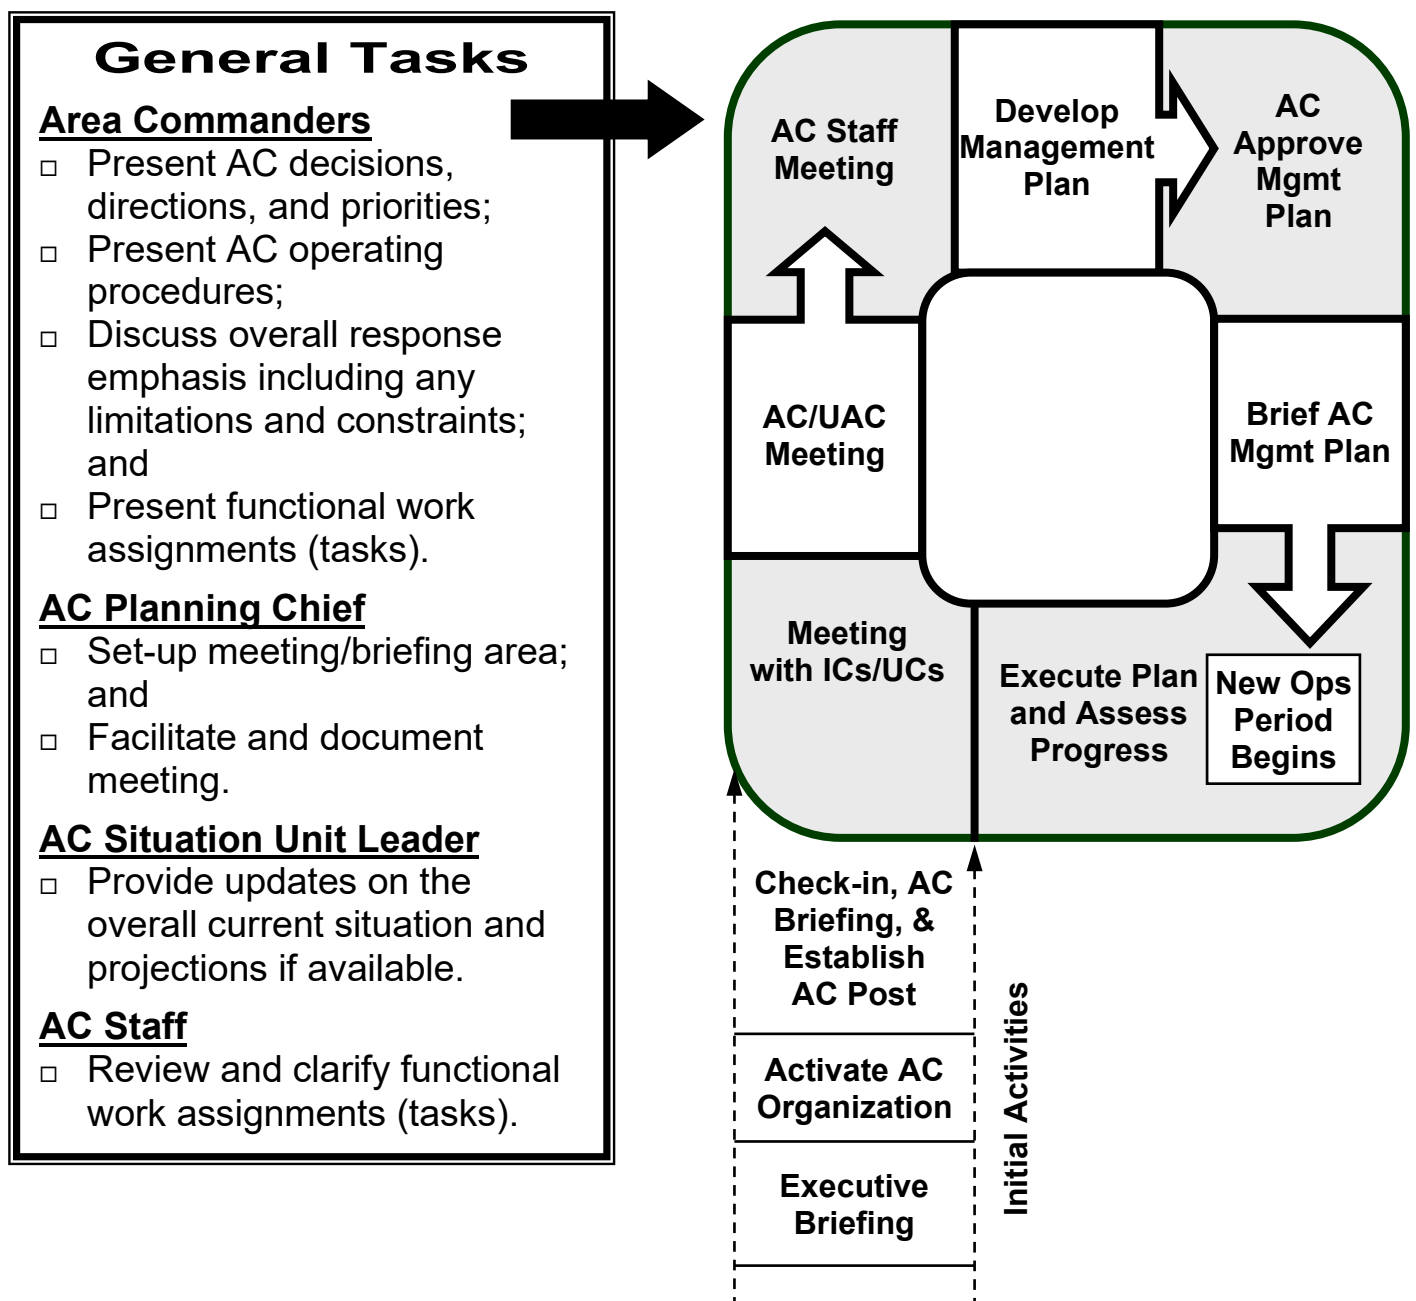 General Tasks
Area Commanders
□ Present AC decisions,
directions, and priorities;
□ Present AC operating
procedures;
□ Discuss overall response
emphasis including any
limitations and constraints;
and
□ Present functional work
assignments (tasks).
AC Planning Chief
□ Set-up meeting/briefing area;
and
□ Facilitate and document
meeting.
AC Situation Unit Leader
□ Provide updates on the
overall current situation and
projections if available.
AC Staff
□ Review and clarify functional
work assignments (tasks).
AC Staff
Meeting
Develop
Management
Plan
AC
Approve
Mgmt
Plan
AC/UAC
Meeting
Brief AC
Mgmt Plan
Meeting
with ICs/UCs
Execute Plan
and Assess
Progress
New Ops
Period
Begins
Check-in, AC
Briefing, &
Establish
AC Post
Activate AC
Organization
Executive
Briefing
Initial Activities